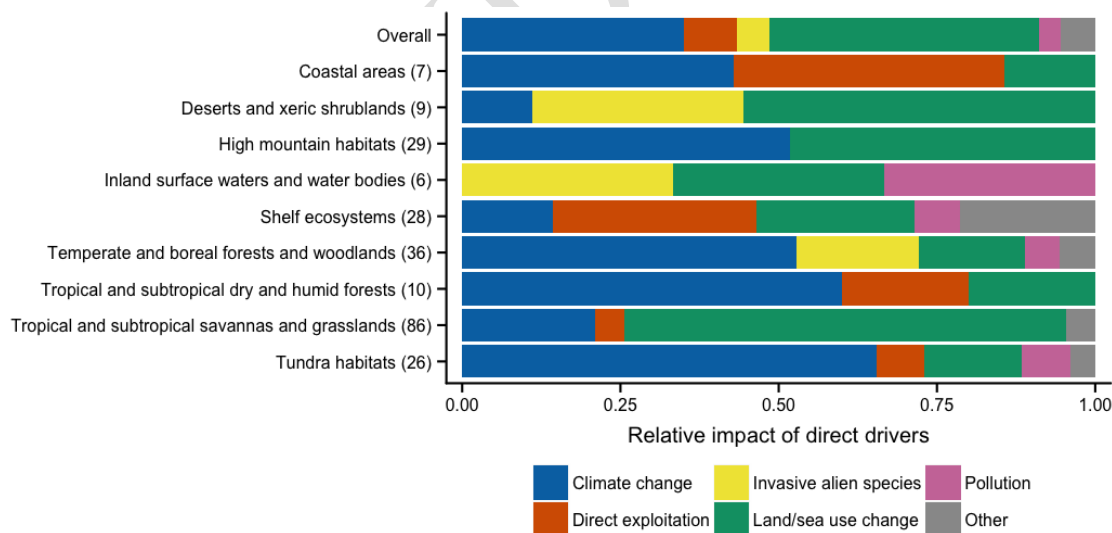 Overall
Coastal areas (7)
Deserts and xeric shrublands (9)
High mountain habitats (29)
Inland surface waters and water bodies (6)
Shelf ecosystems (28)
Temperate and boreal forests and woodlands (36)
Tropical and subtropical dry and humid forests (10)
Tropical and subtropical savannas and grasslands (86)
Tundra habitats (26)
0.00 0.25 0.50 0.75 1.00
Relative impact of direct drivers
Climate change Invasive alien species Pollution
Direct exploitation Land/sea use change Other